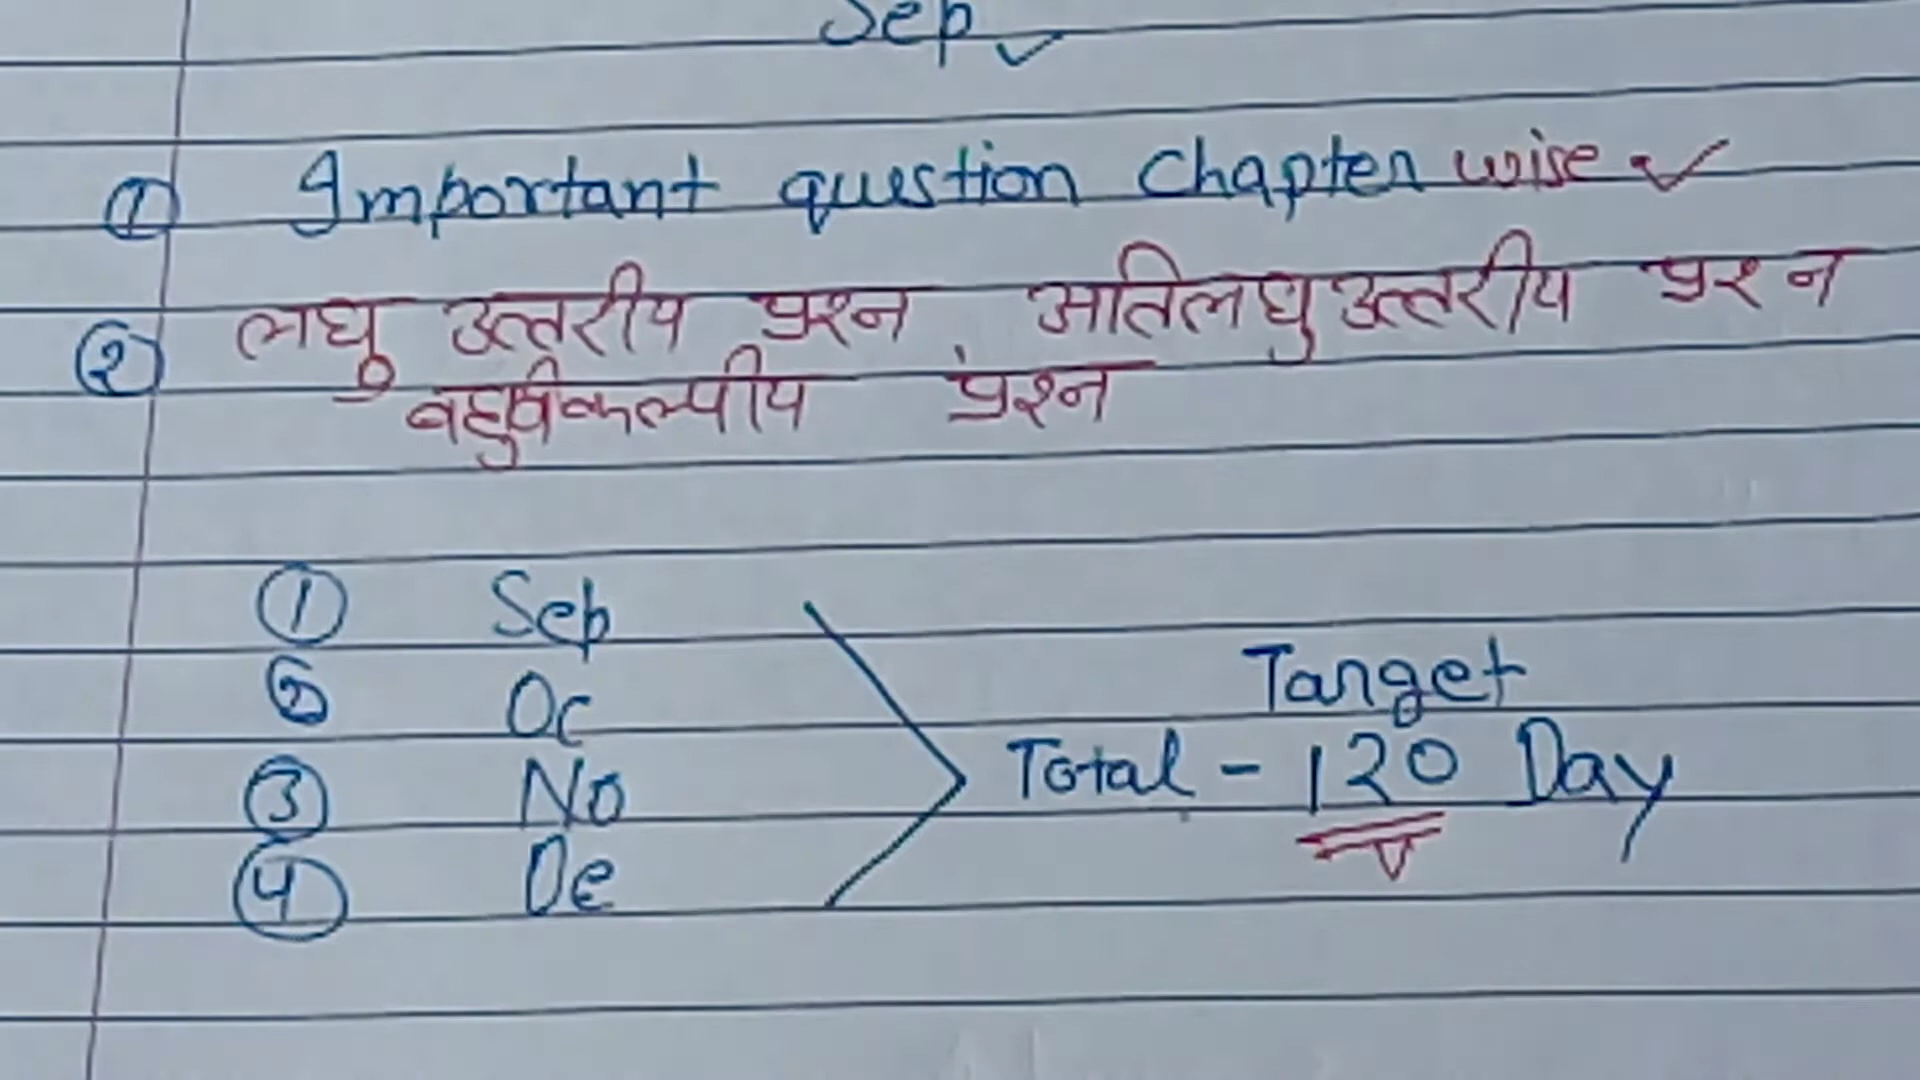 Sep
① Important question Chapter wise
② लघु उत्तरीय प्रश्न, अतिलघु उत्तरीय प्रश्न
बहुविकल्पीय प्रश्न
① Sep
② Oc
③ No
④ De
Target
Total - 120 Day